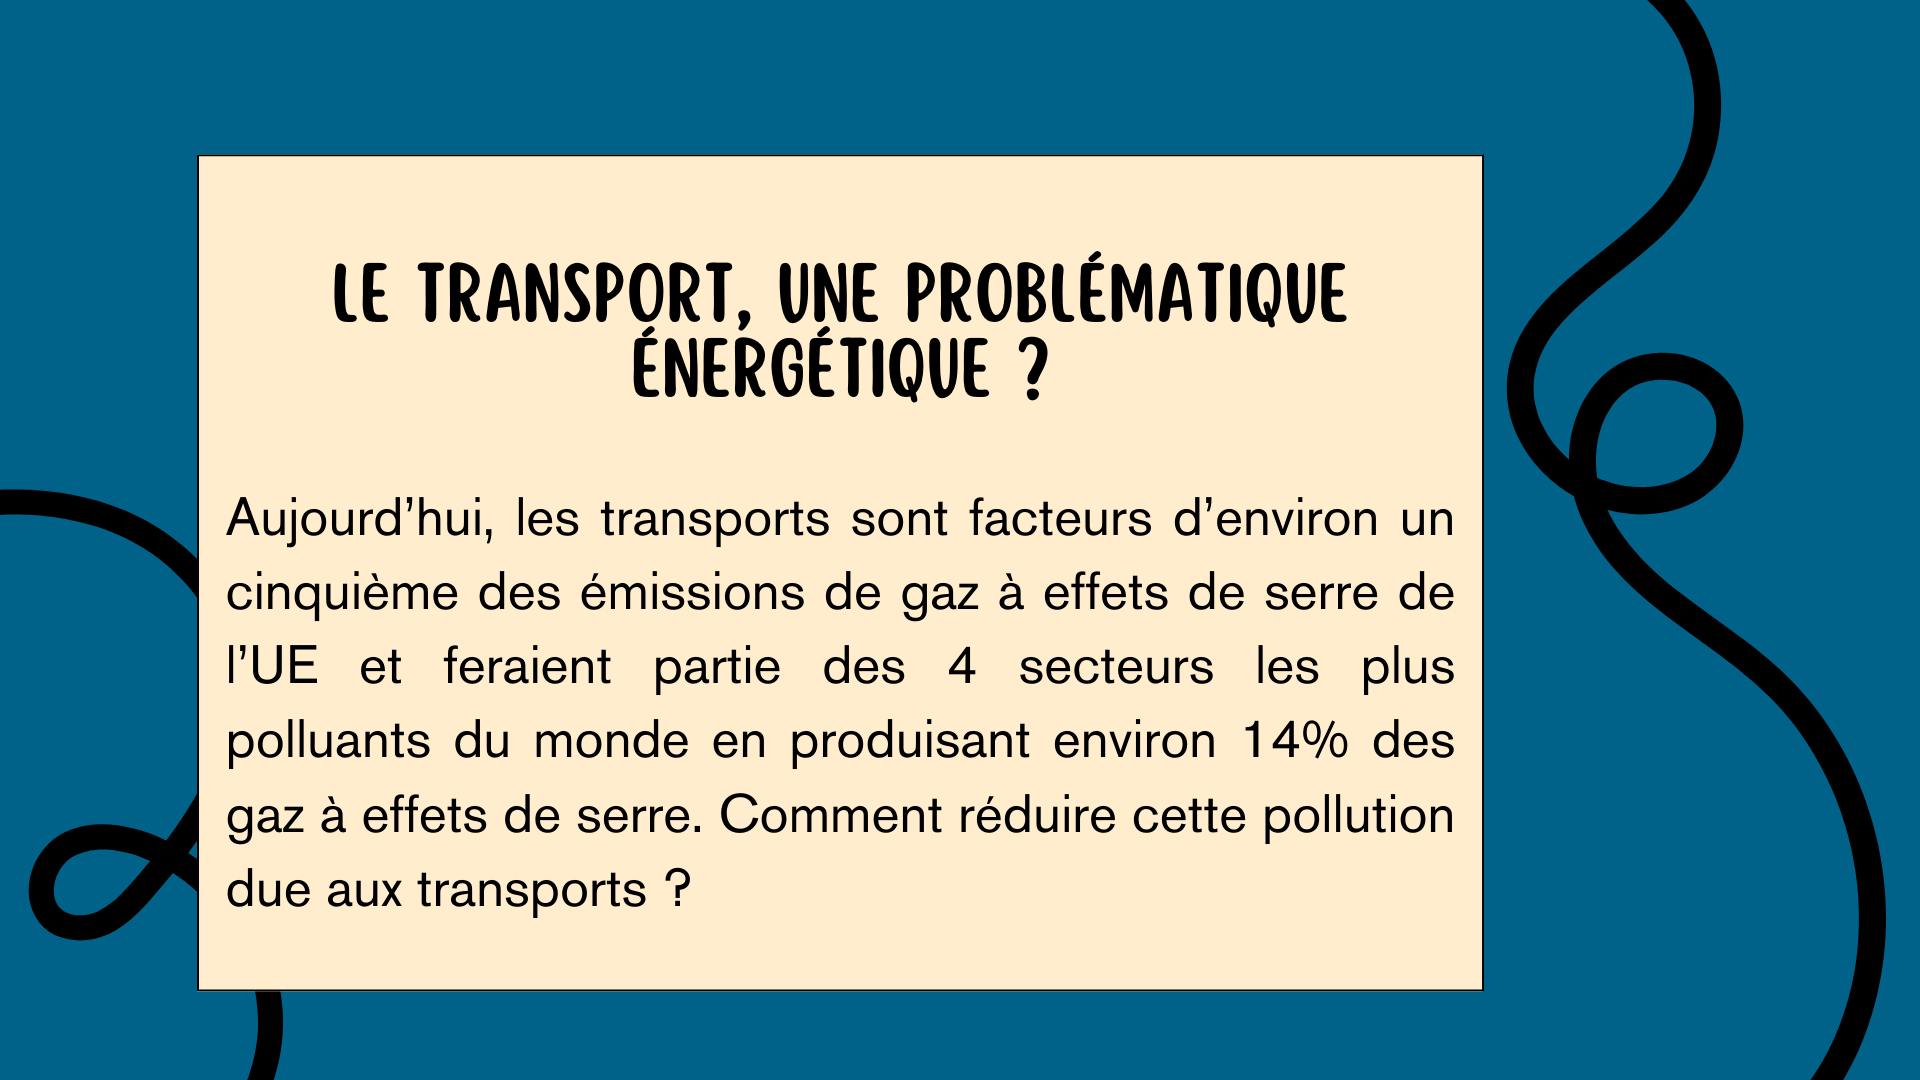 LE TRANSPORT, UNE PROBLÉMATIQUE
ÉNERGÉTIQUE ?
Aujourd’hui, les transports sont facteurs d’environ un
cinquième des émissions de gaz à effets de serre de
l’UE et feraient partie des 4 secteurs les plus
polluants du monde en produisant environ 14% des
gaz à effets de serre. Comment réduire cette pollution
due aux transports ?